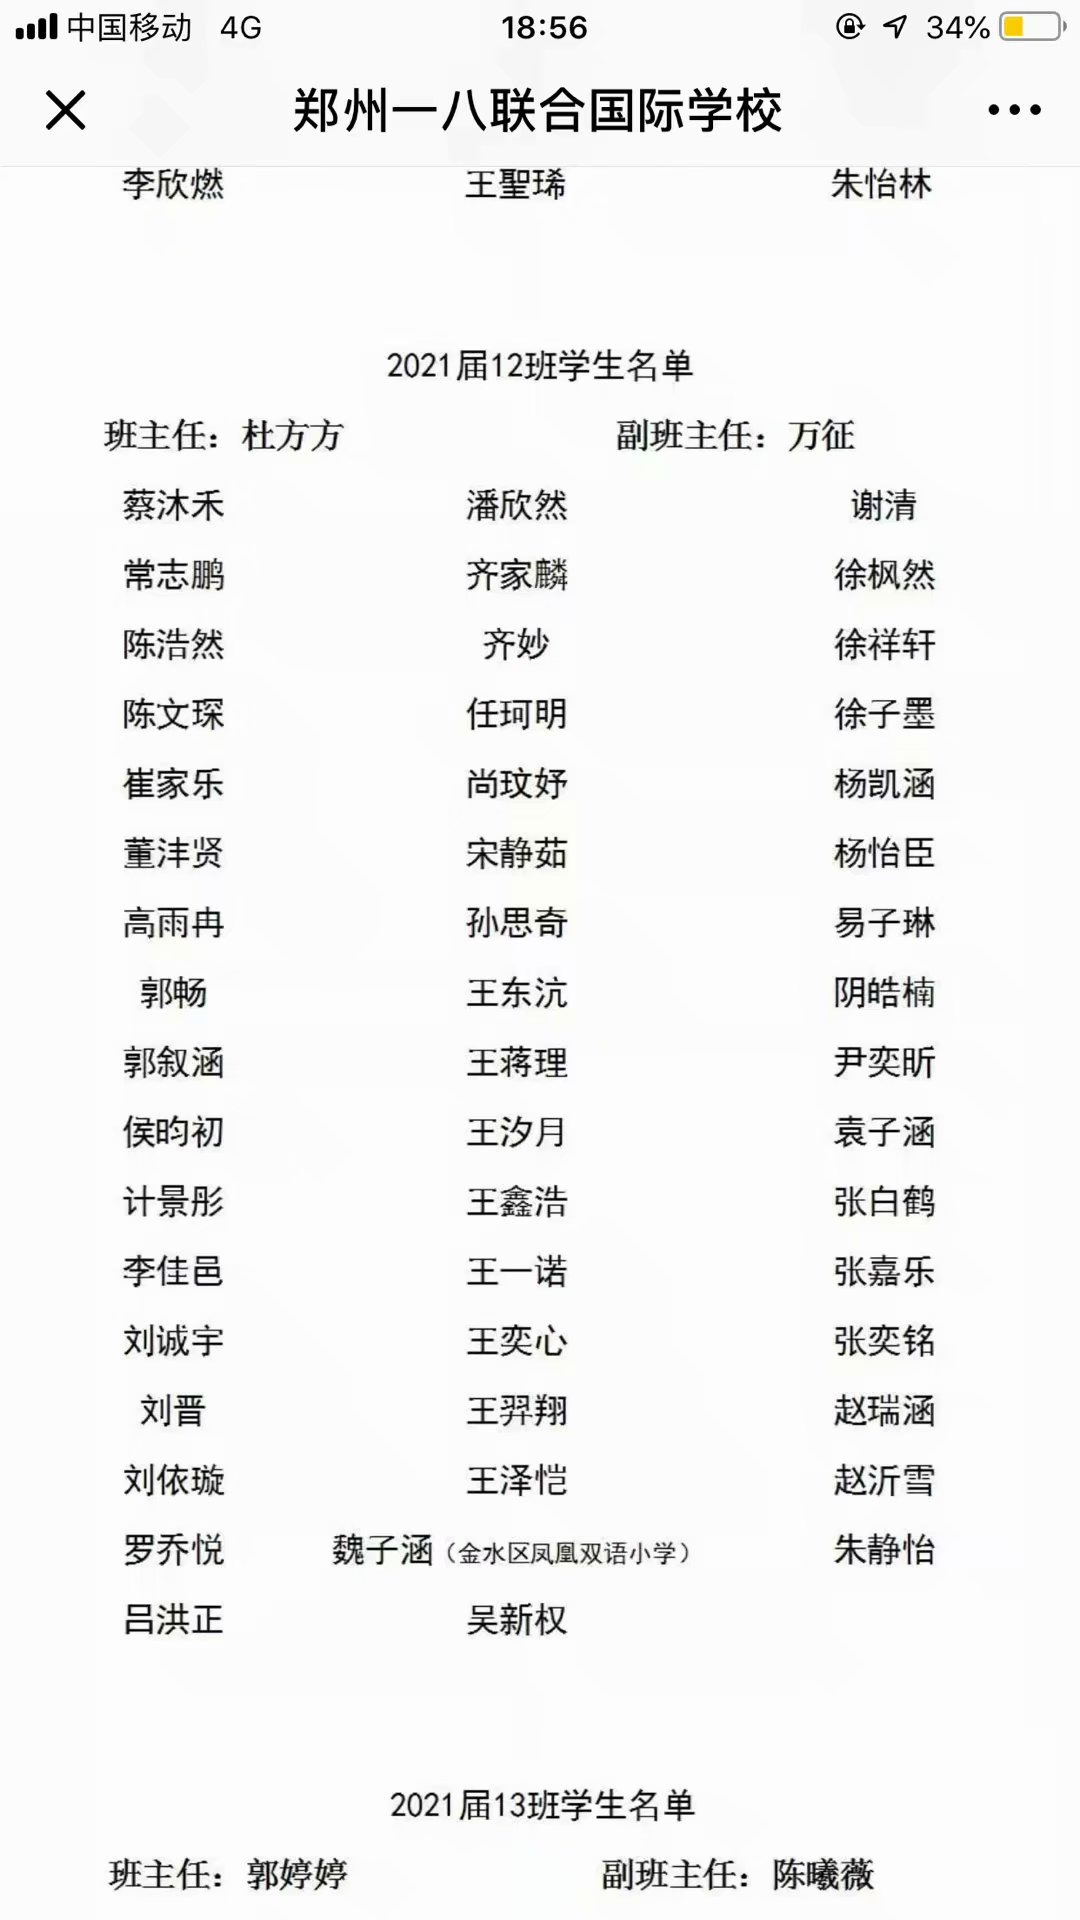 中国移动 4G 18:56 34%
郑州一八联合国际学校
李欣燃 王聖琋 朱怡林
2021届12班学生名单
班主任：杜方方 副班主任：万征
蔡沐禾 潘欣然 谢清
常志鹏 齐家麟 徐枫然
陈浩然 齐妙 徐祥轩
陈文琛 任珂明 徐子墨
崔家乐 尚玟妤 杨凯涵
董沣贤 宋静茹 杨怡臣
高雨冉 孙思奇 易子琳
郭畅 王东沆 阴皓楠
郭叙涵 王蒋理 尹奕昕
侯昀初 王汐月 袁子涵
计景彤 王鑫浩 张白鹤
李佳邑 王一诺 张嘉乐
刘诚宇 王奕心 张奕铭
刘晋 王羿翔 赵瑞涵
刘依璇 王泽恺 赵沂雪
罗乔悦 魏子涵（金水区凤凰双语小学） 朱静怡
吕洪正 吴新权
2021届13班学生名单
班主任：郭婷婷 副班主任：陈曦薇